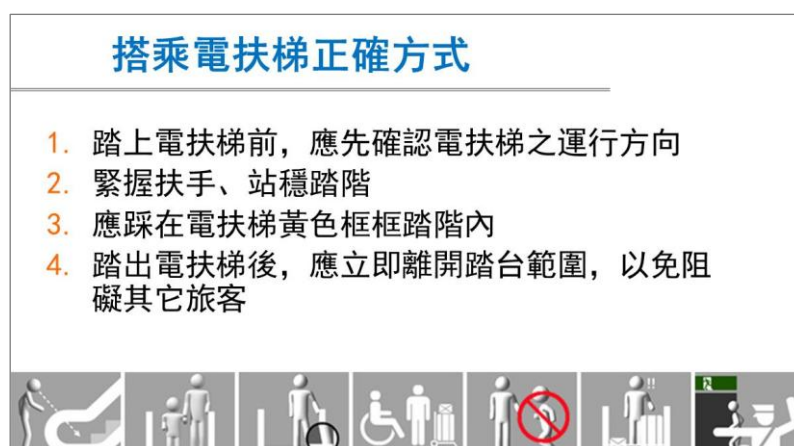 搭乘電扶梯正確方式
1. 踏上電扶梯前，應先確認電扶梯之運行方向
2. 緊握扶手、站穩踏階
3. 應踩在電扶梯黃色框框踏階內
4. 踏出電扶梯後，應立即離開踏台範圍，以免阻
礙其它旅客
!!